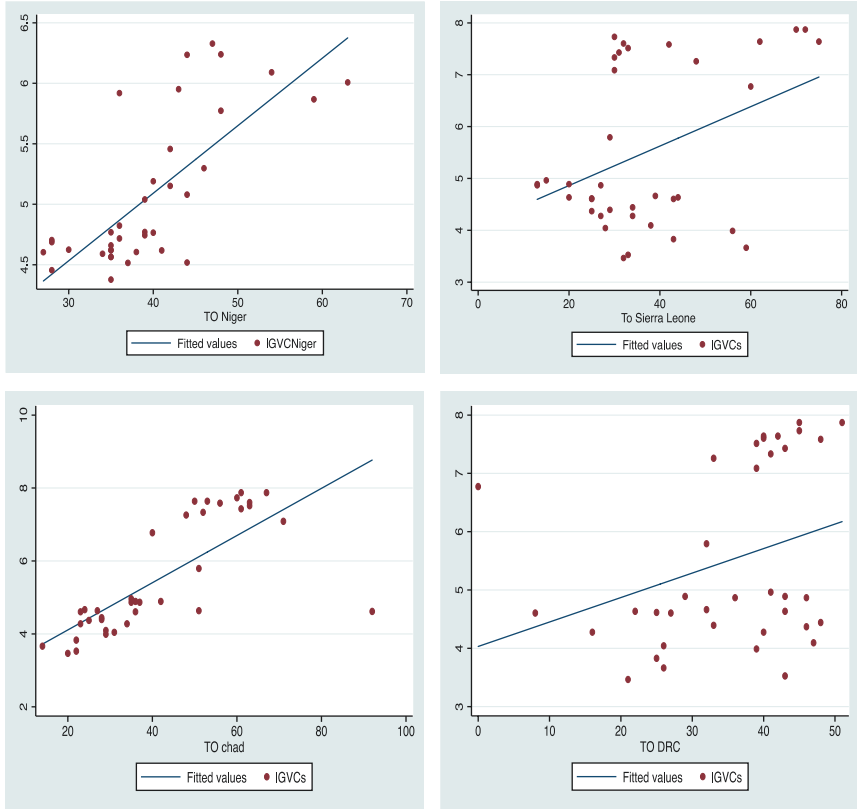 6.5
6
5.5
5
4.5
30 40 50 60 70
TO Niger
Fitted values IGVCNiger
8
7
6
5
4
3
0 20 40 60 80
To Sierra Leone
Fitted values IGVCs
10
8
6
4
2
20 40 60 80 100
TO chad
Fitted values IGVCs
8
7
6
5
4
3
0 10 20 30 40 50
TO DRC
Fitted values IGVCs